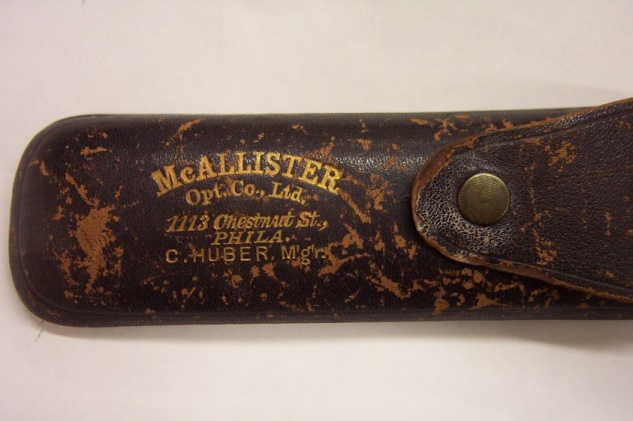 McALLISTER
Opt. Co., Ltd.
1113 Chestnut St.,
PHILA.
C. HUBER, Mgr.